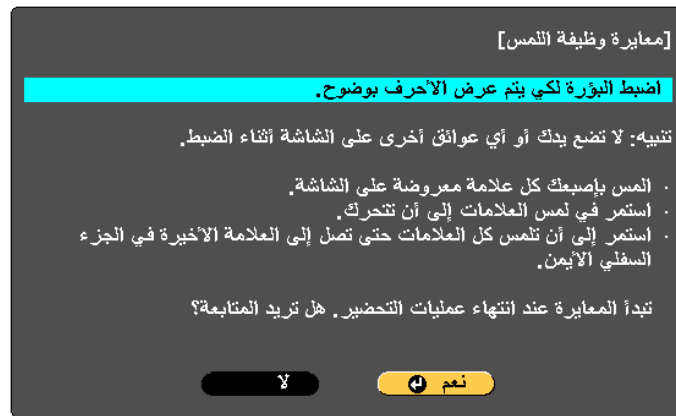 [معايرة وظيفة اللمس]
اضبط البؤرة لكي يتم عرض الأحرف بوضوح.
تنبيه: لا تضع يدك أو أي عوائق أخرى على الشاشة أثناء الضبط.
· المس بإصبعك كل علامة معروضة على الشاشة.
· استمر في لمس العلامات إلى أن تتحرك.
· استمر إلى أن تلمس كل العلامات حتى تصل إلى العلامة الأخيرة في الجزء
السفلي الأيمن.
تبدأ المعايرة عند انتهاء عمليات التحضير. هل تريد المتابعة؟
نعم
لا